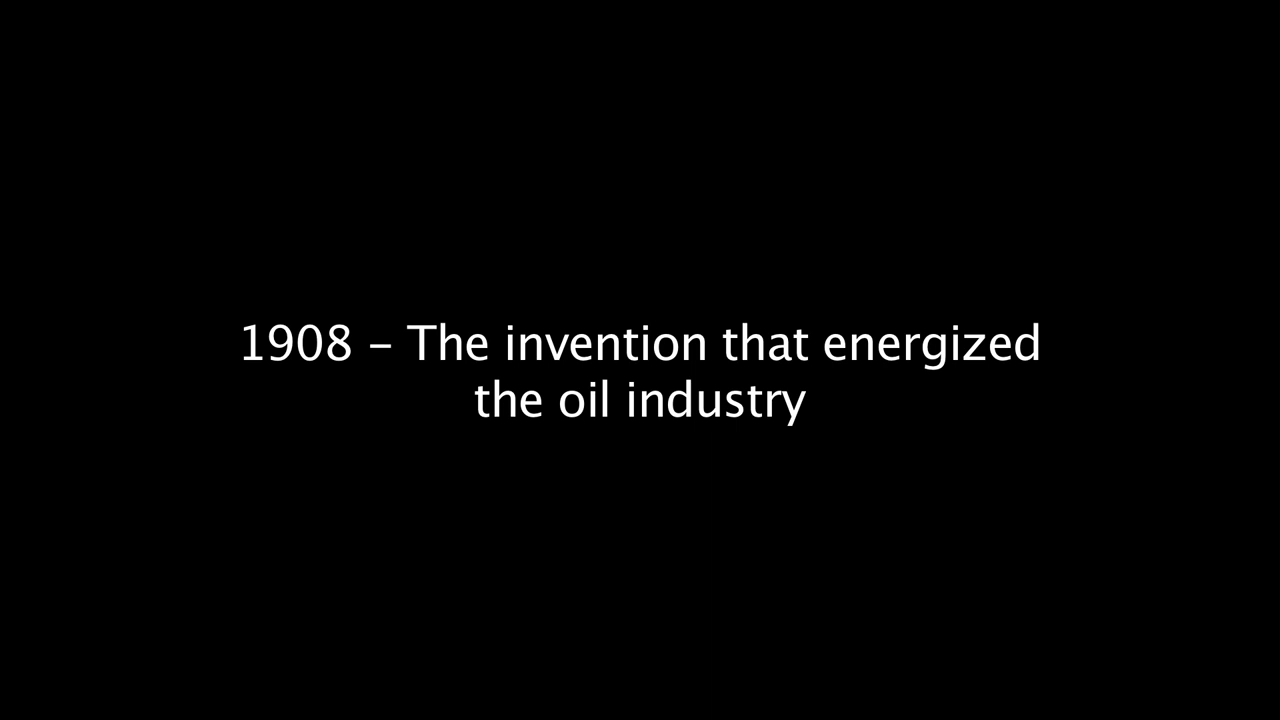 1908 – The invention that energized
the oil industry